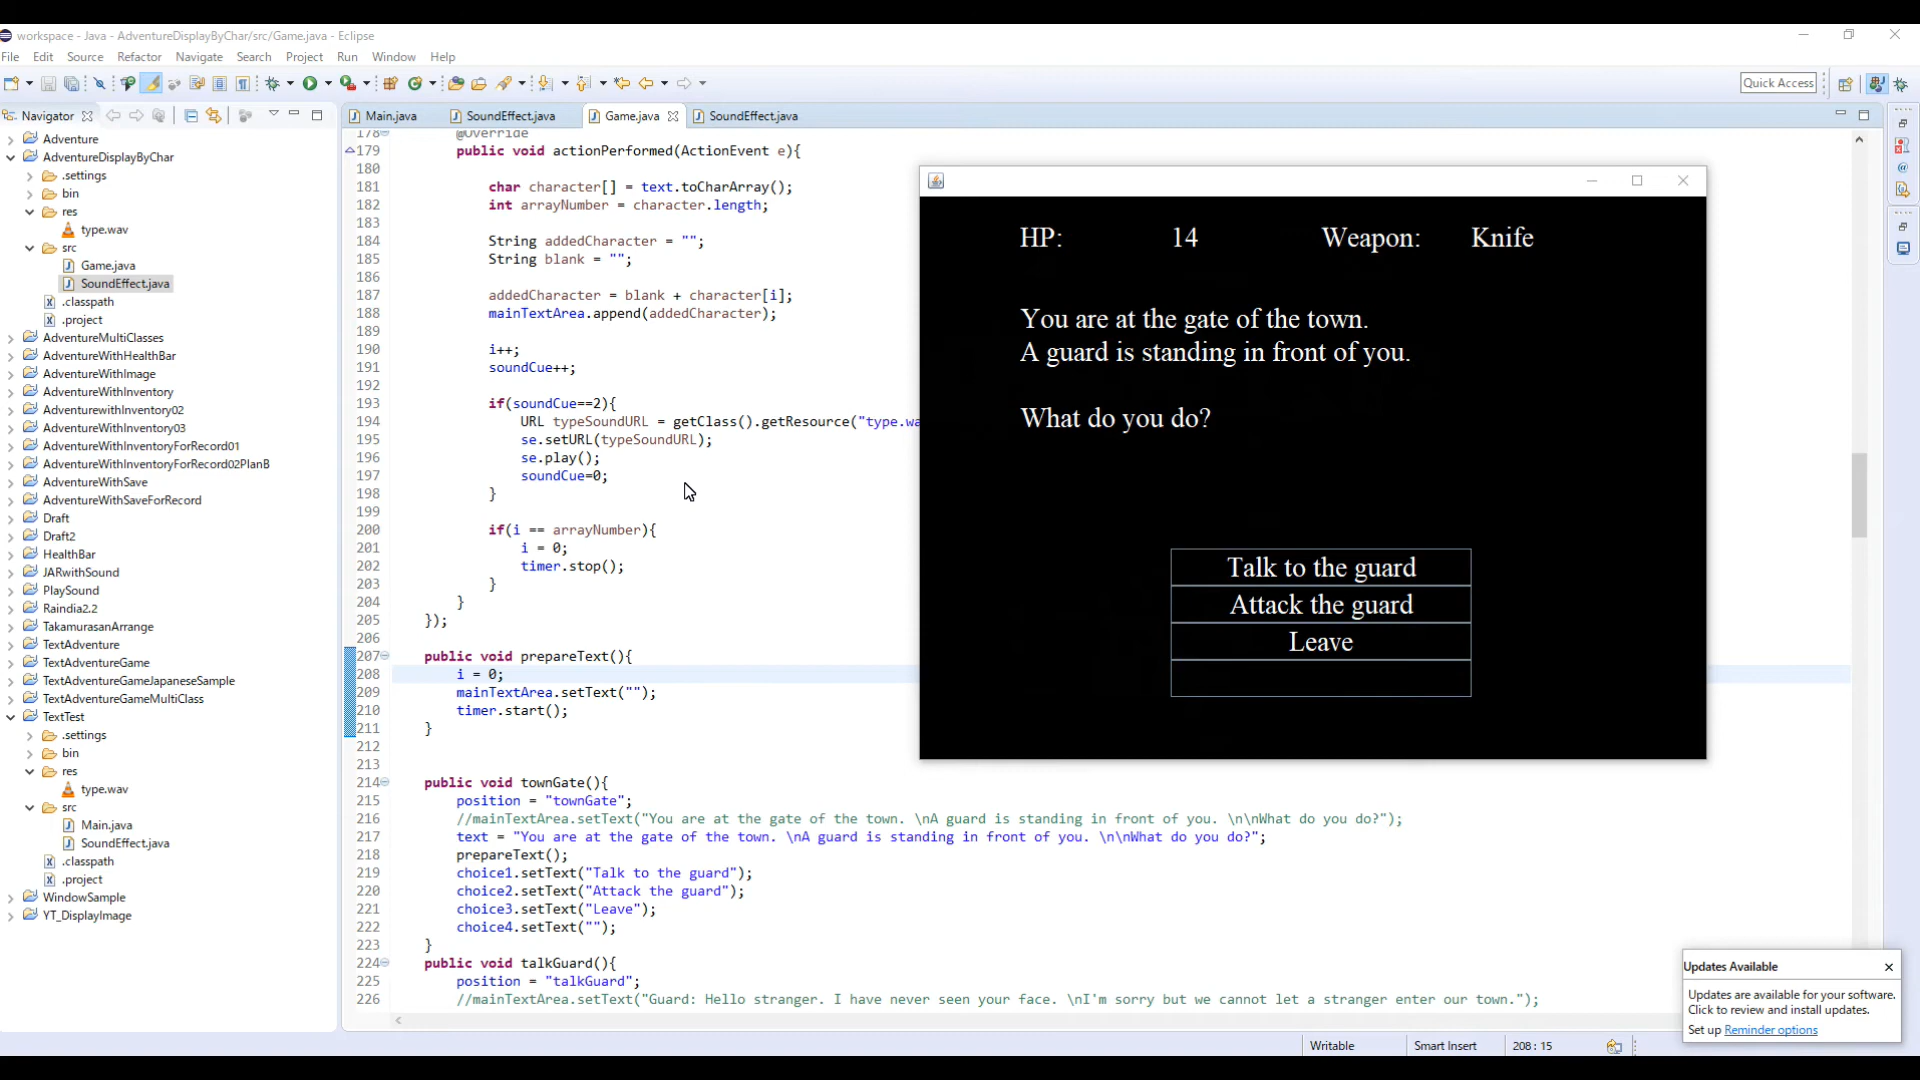 workspace - Java - AdventureDisplayByChar/src/Game.java - Eclipse
File Edit Source Refactor Navigate Search Project Run Window Help
Quick Access
Navigator
Adventure
AdventureDisplayByChar
.settings
bin
res
type.wav
src
Game.java
SoundEffect.java
.classpath
.project
AdventureMultiClasses
AdventureWithHealthBar
AdventureWithImage
AdventureWithInventory
AdventurewithInventory02
AdventureWithInventory03
AdventureWithInventoryForRecord01
AdventureWithInventoryForRecord02PlanB
AdventureWithSave
AdventureWithSaveForRecord
Draft
Draft2
HealthBar
JARwithSound
PlaySound
Raindia2.2
TakamurasanArrange
TextAdventure
TextAdventureGame
TextAdventureGameJapaneseSample
TextAdventureGameMultiClass
TextTest
.settings
bin
res
type.wav
src
Main.java
SoundEffect.java
.classpath
.project
WindowSample
YT_DisplayImage
Main.java SoundEffect.java Game.java SoundEffect.java
178 @Override
179 public void actionPerformed(ActionEvent e){
180
181 char character[] = text.toCharArray();
182 int arrayNumber = character.length;
183
184 String addedCharacter = "";
185 String blank = "";
186
187 addedCharacter = blank + character[i];
188 mainTextArea.append(addedCharacter);
189
190 i++;
191 soundCue++;
192
193 if(soundCue==2){
194 URL typeSoundURL = getClass().getResource("type.wa
195 se.setURL(typeSoundURL);
196 se.play();
197 soundCue=0;
198 }
199
200 if(i == arrayNumber){
201 i = 0;
202 timer.stop();
203 }
204 }
205 });
206
207 public void prepareText(){
208 i = 0;
209 mainTextArea.setText("");
210 timer.start();
211 }
212
213
214 public void townGate(){
215 position = "townGate";
216 //mainTextArea.setText("You are at the gate of the town. \nA guard is standing in front of you. \n\nWhat do you do?");
217 text = "You are at the gate of the town. \nA guard is standing in front of you. \n\nWhat do you do?";
218 prepareText();
219 choice1.setText("Talk to the guard");
220 choice2.setText("Attack the guard");
221 choice3.setText("Leave");
222 choice4.setText("");
223 }
224 public void talkGuard(){
225 position = "talkGuard";
226 //mainTextArea.setText("Guard: Hello stranger. I have never seen your face. \nI'm sorry but we cannot let a stranger enter our town.");
HP: 14 Weapon: Knife
You are at the gate of the town.
A guard is standing in front of you.
What do you do?
Talk to the guard
Attack the guard
Leave
Updates Available
Updates are available for your software.
Click to review and install updates.
Set up Reminder options
Writable Smart Insert 208 : 15